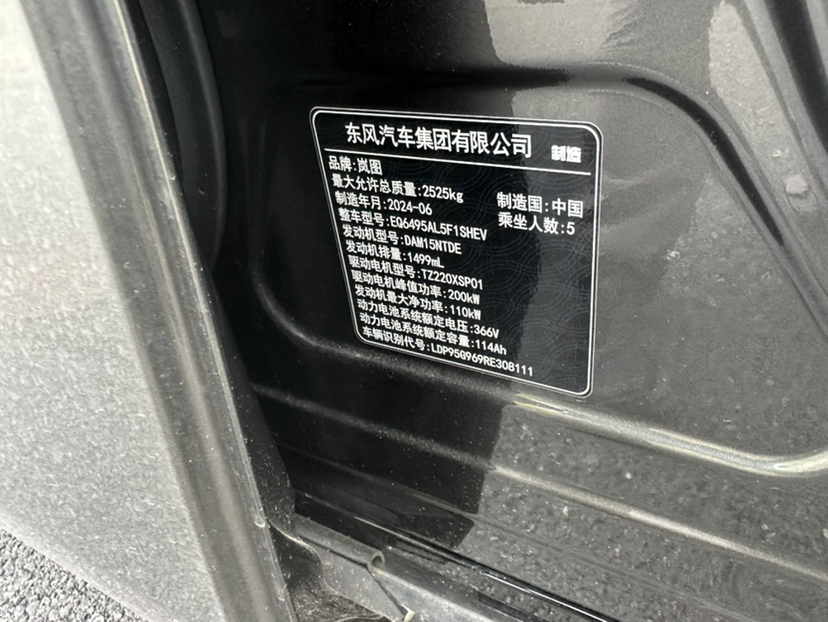 东风汽车集团有限公司 制造
品牌:岚图
最大允许总质量:2525kg 制造国:中国
制造年月:2024-06 乘坐人数:5
整车型号:EQ6495AL5F1SHEV
发动机型号:DAM15NTDE
发动机排量:1499mL
驱动电机型号:TZ220XSP01
驱动电机峰值功率:200kW
发动机最大净功率:110kW
动力电池系统额定电压:366V
动力电池系统额定容量:114Ah
车辆识别代号:LDP95G969RE308111